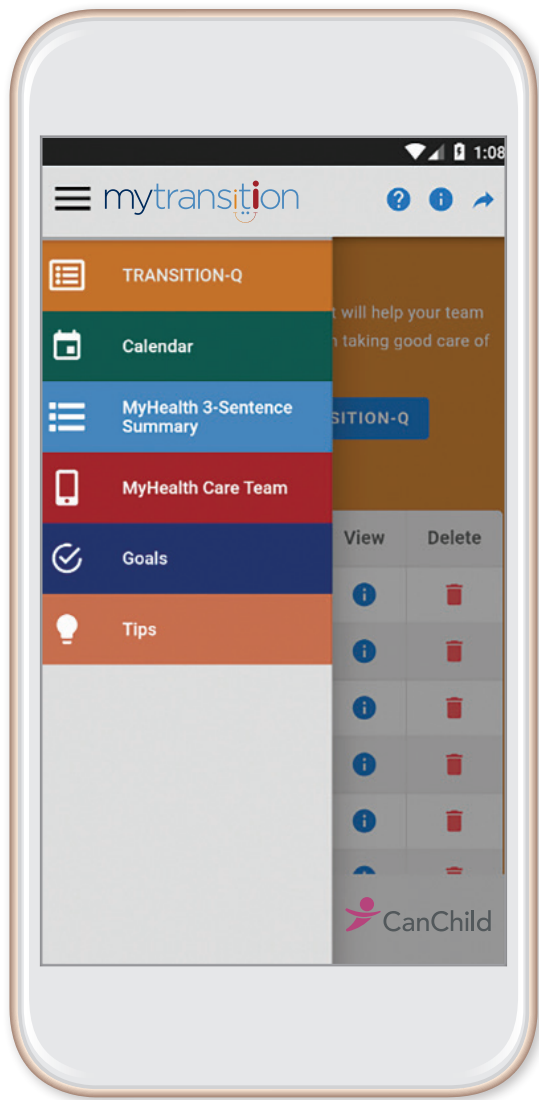 1:08
mytransition
TRANSITION-Q
t will help your team
taking good care of
Calendar
MyHealth 3-Sentence
Summary
SITION-Q
MyHealth Care Team
View Delete
Goals
Tips
CanChild